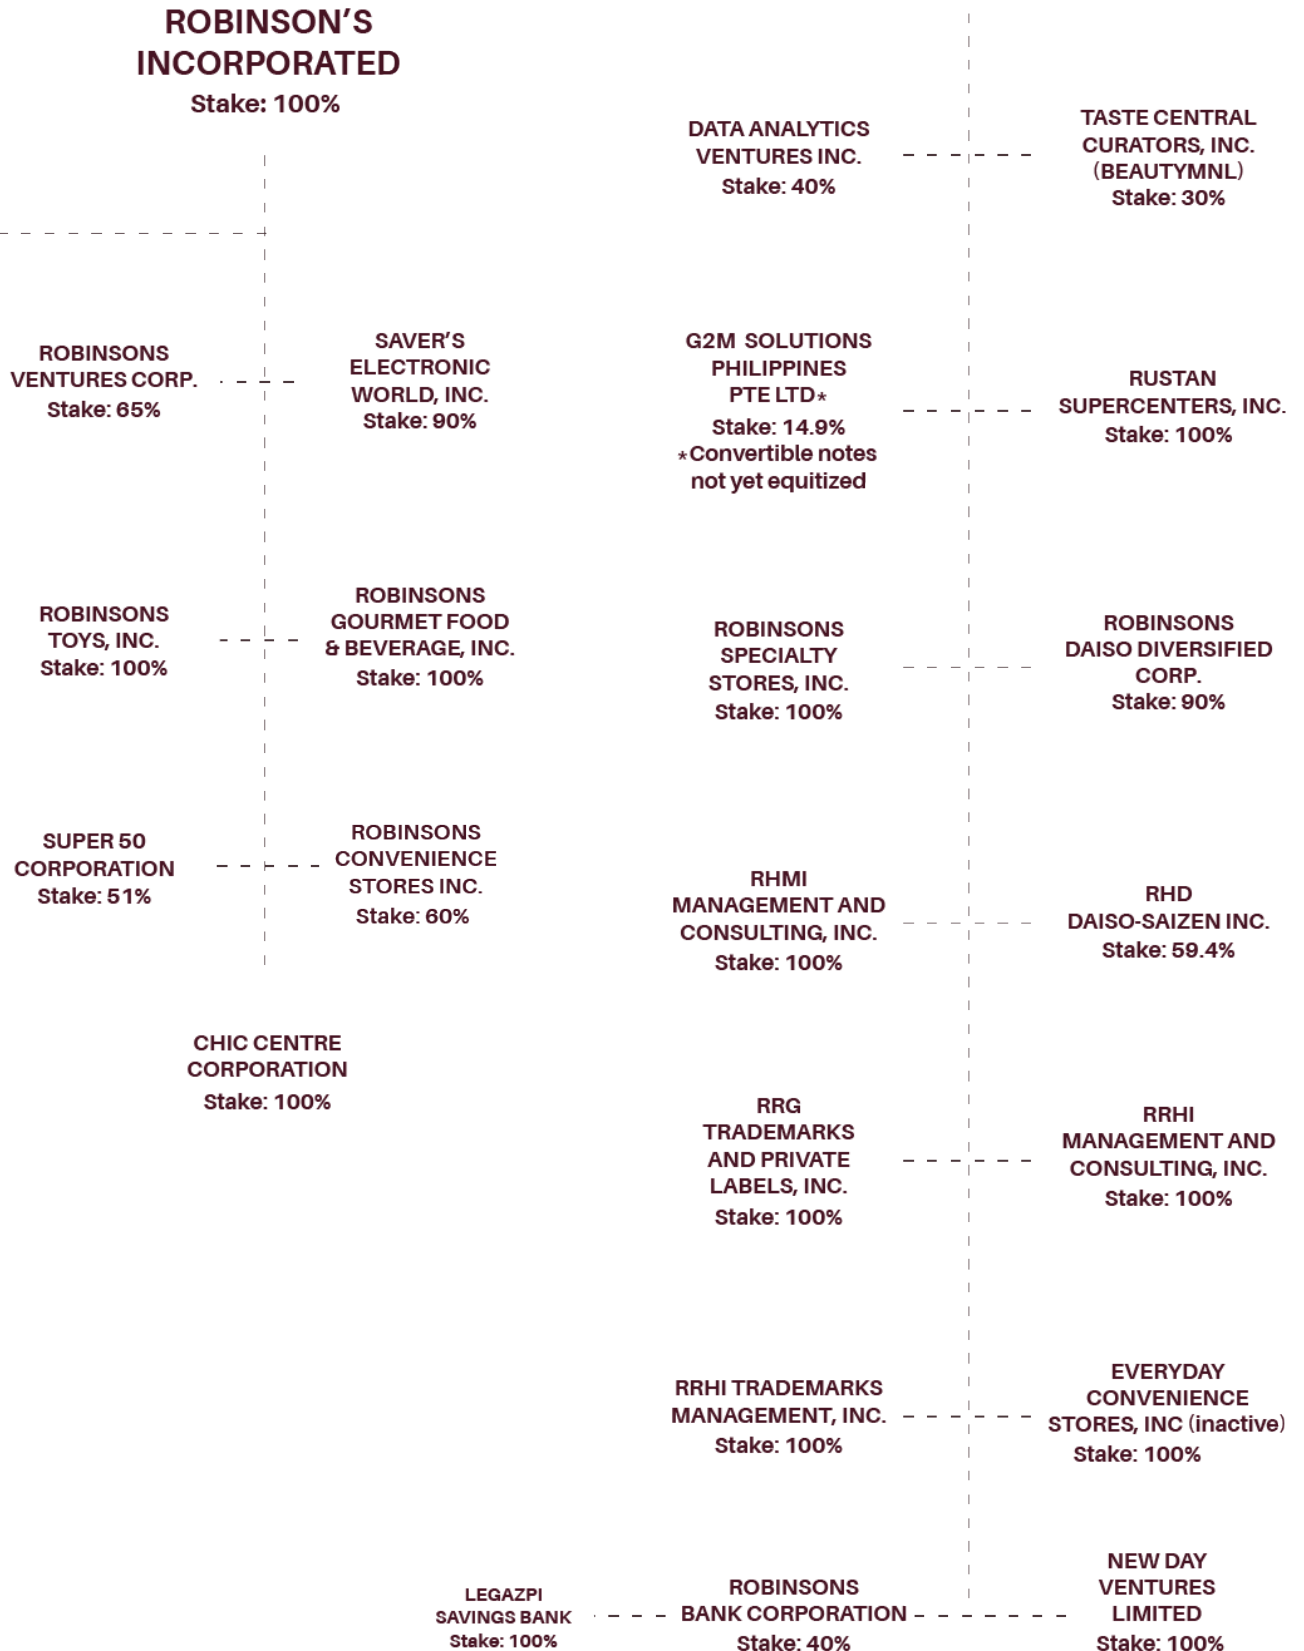 ROBINSON'S
INCORPORATED
Stake: 100%
ROBINSONS
VENTURES CORP.
Stake: 65%
SAVER'S
ELECTRONIC
WORLD, INC.
Stake: 90%
ROBINSONS
TOYS, INC.
Stake: 100%
ROBINSONS
GOURMET FOOD
& BEVERAGE, INC.
Stake: 100%
SUPER 50
CORPORATION
Stake: 51%
ROBINSONS
CONVENIENCE
STORES INC.
Stake: 60%
CHIC CENTRE
CORPORATION
Stake: 100%
DATA ANALYTICS
VENTURES INC.
Stake: 40%
TASTE CENTRAL
CURATORS, INC.
(BEAUTYMNL)
Stake: 30%
G2M SOLUTIONS
PHILIPPINES
PTE LTD*
Stake: 14.9%
*Convertible notes
not yet equitized
RUSTAN
SUPERCENTERS, INC.
Stake: 100%
ROBINSONS
SPECIALTY
STORES, INC.
Stake: 100%
ROBINSONS
DAISO DIVERSIFIED
CORP.
Stake: 90%
RHMI
MANAGEMENT AND
CONSULTING, INC.
Stake: 100%
RHD
DAISO-SAIZEN INC.
Stake: 59.4%
RRG
TRADEMARKS
AND PRIVATE
LABELS, INC.
Stake: 100%
RRHI
MANAGEMENT AND
CONSULTING, INC.
Stake: 100%
RRHI TRADEMARKS
MANAGEMENT, INC.
Stake: 100%
EVERYDAY
CONVENIENCE
STORES, INC (inactive)
Stake: 100%
LEGAZPI
SAVINGS BANK
Stake: 100%
ROBINSONS
BANK CORPORATION
Stake: 40%
NEW DAY
VENTURES
LIMITED
Stake: 100%